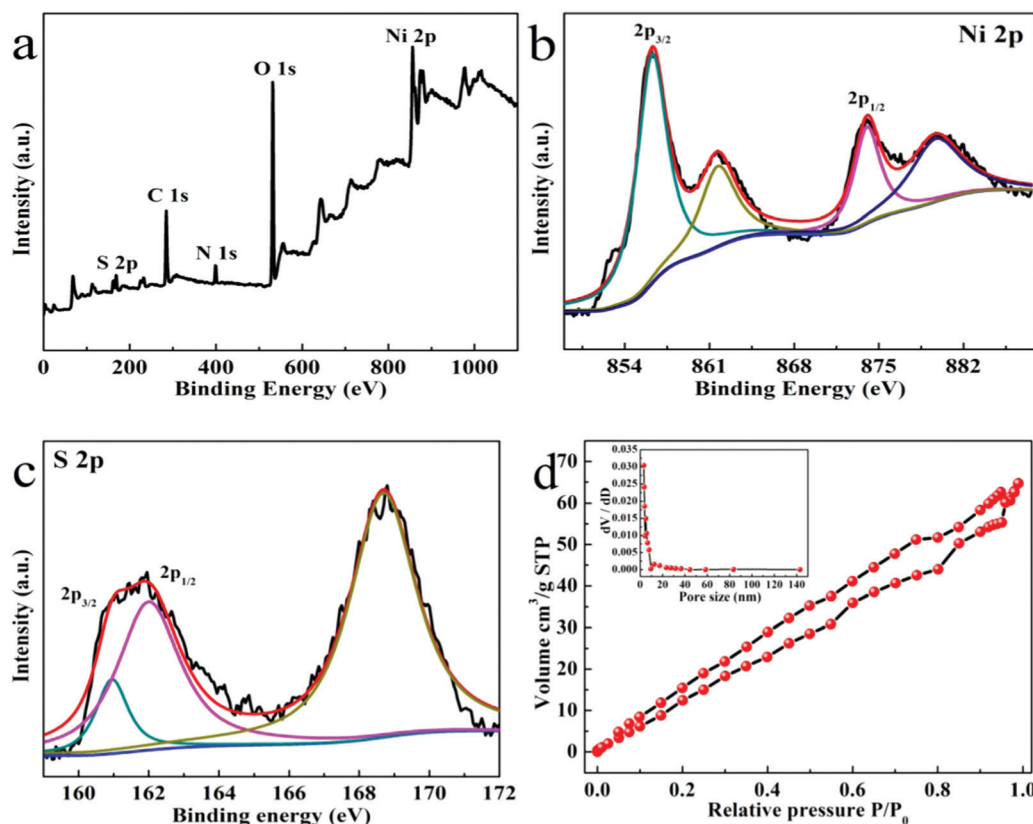 a
Ni 2p
O 1s
C 1s
N 1s
S 2p
Intensity (a.u.)
0 200 400 600 800 1000
Binding Energy (eV)
b
Ni 2p
2p3/2
2p1/2
Intensity (a.u.)
854 861 868 875 882
Binding Energy (eV)
c
S 2p
2p3/2
2p1/2
Intensity (a.u.)
160 162 164 166 168 170 172
Binding energy (eV)
d
70
60
50
40
30
20
10
0
Volume cm³/g STP
0.0 0.2 0.4 0.6 0.8 1.0
Relative pressure P/P0
0.035
0.030
0.025
0.020
0.015
0.010
0.005
0.000
dV / dD
0 20 40 60 80 100 120 140
Pore size (nm)